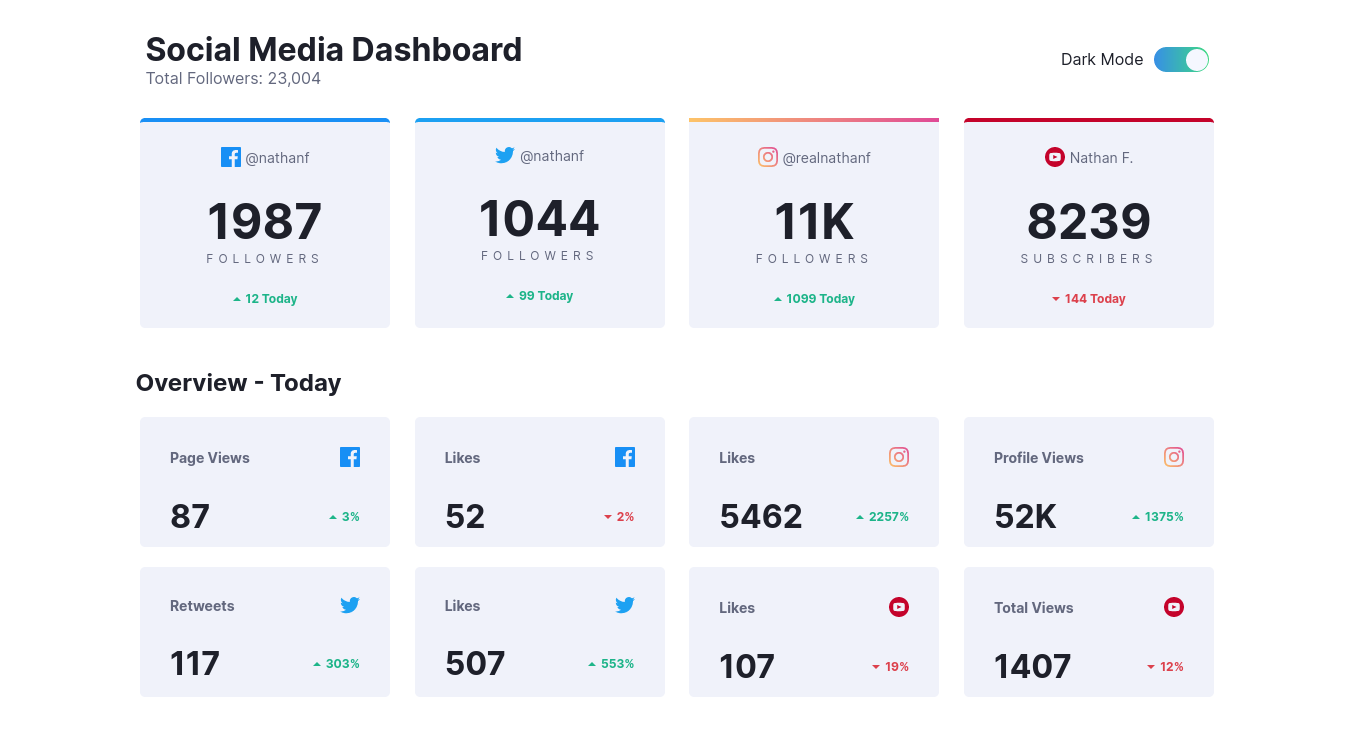 Social Media Dashboard
Total Followers: 23,004
Dark Mode
@nathanf
1987
FOLLOWERS
12 Today
@nathanf
1044
FOLLOWERS
99 Today
@realnathanf
11K
FOLLOWERS
1099 Today
Nathan F.
8239
SUBSCRIBERS
144 Today
Overview - Today
Page Views
87
3%
Likes
52
2%
Likes
5462
2257%
Profile Views
52K
1375%
Retweets
117
303%
Likes
507
553%
Likes
107
19%
Total Views
1407
12%